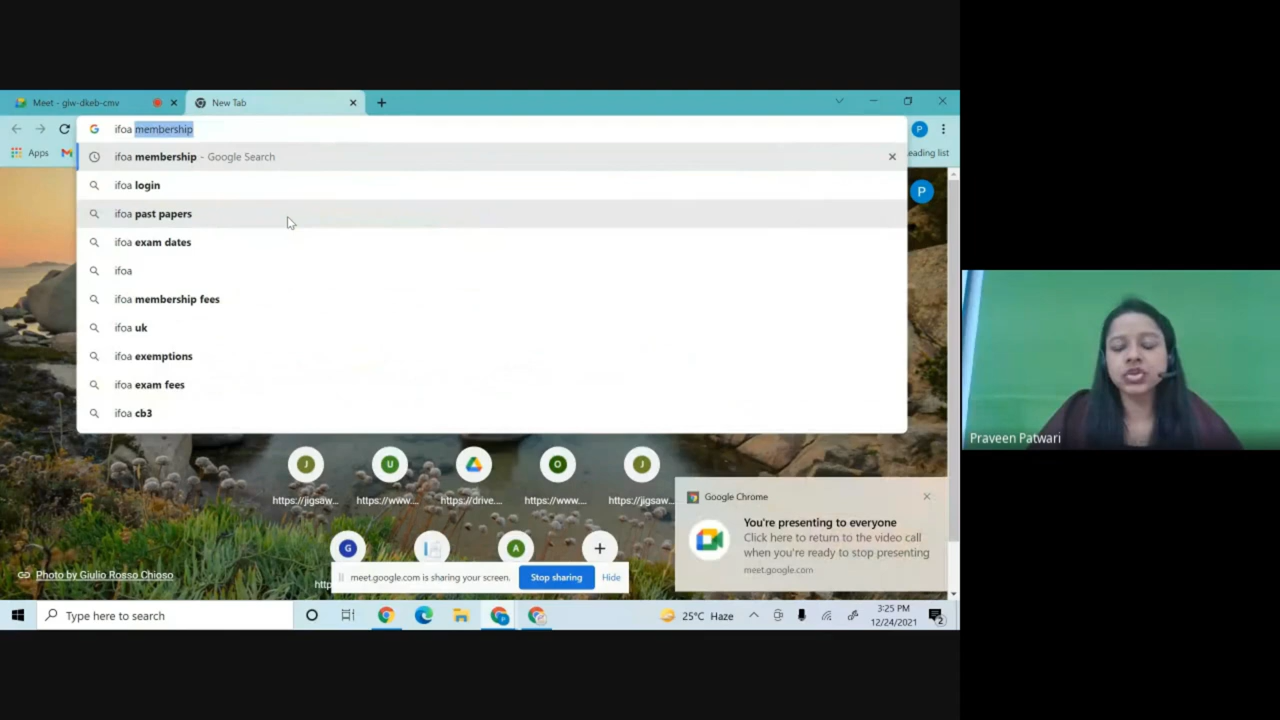 Meet - giw-dkeb-cmv
New Tab
ifoa membership
Apps
eading list
P
ifoa membership - Google Search
ifoa login
P
ifoa past papers
ifoa exam dates
ifoa
ifoa membership fees
ifoa uk
ifoa exemptions
ifoa exam fees
ifoa cb3
Praveen Patwari
J
U
O
J
https://jigsaw...
https://www....
https://drive....
https://www....
https://jigsaw...
Google Chrome
You're presenting to everyone
Click here to return to the video call
when you're ready to stop presenting
meet.google.com
G
A
Photo by Giulio Rosso Chioso
http
meet.google.com is sharing your screen.
Stop sharing
Hide
Type here to search
25°C Haze
3:25 PM
12/24/2021
2